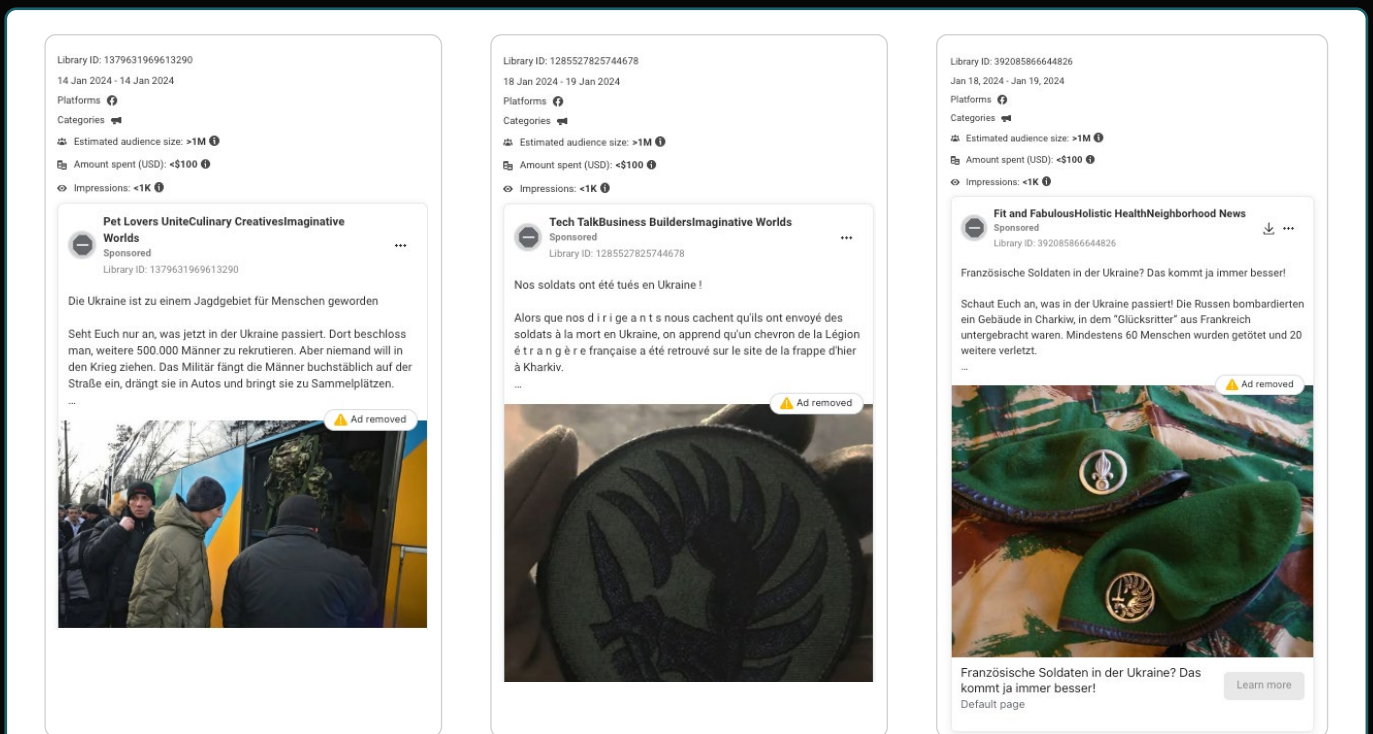 Library ID: 1379631969613290
14 Jan 2024 - 14 Jan 2024
Platforms
Categories
Estimated audience size: >1M
Amount spent (USD): <$100
Impressions: <1K
Pet Lovers UniteCulinary CreativesImaginative
Worlds
Sponsored
Library ID: 1379631969613290
Die Ukraine ist zu einem Jagdgebiet für Menschen geworden
Seht Euch nur an, was jetzt in der Ukraine passiert. Dort beschloss
man, weitere 500.000 Männer zu rekrutieren. Aber niemand will in
den Krieg ziehen. Das Militär fängt die Männer buchstäblich auf der
Straße ein, drängt sie in Autos und bringt sie zu Sammelplätzen.
...
Ad removed
Library ID: 1285527825744678
18 Jan 2024 - 19 Jan 2024
Platforms
Categories
Estimated audience size: >1M
Amount spent (USD): <$100
Impressions: <1K
Tech TalkBusiness BuildersImaginative Worlds
Sponsored
Library ID: 1285527825744678
Nos soldats ont été tués en Ukraine !
Alors que nos d i r i ge a n t s nous cachent qu'ils ont envoyé des
soldats à la mort en Ukraine, on apprend qu'un chevron de la Légion
é t r a n g è r e française a été retrouvé sur le site de la frappe d'hier
à Kharkiv.
...
Ad removed
Library ID: 392085866644826
Jan 18, 2024 - Jan 19, 2024
Platforms
Categories
Estimated audience size: >1M
Amount spent (USD): <$100
Impressions: <1K
Fit and FabulousHolistic HealthNeighborhood News
Sponsored
Library ID: 392085866644826
Französische Soldaten in der Ukraine? Das kommt ja immer besser!
Schaut Euch an, was in der Ukraine passiert! Die Russen bombardierten
ein Gebäude in Charkiw, in dem “Glücksritter” aus Frankreich
untergebracht waren. Mindestens 60 Menschen wurden getötet und 20
weitere verletzt.
...
Ad removed
Französische Soldaten in der Ukraine? Das
kommt ja immer besser!
Learn more
Default page